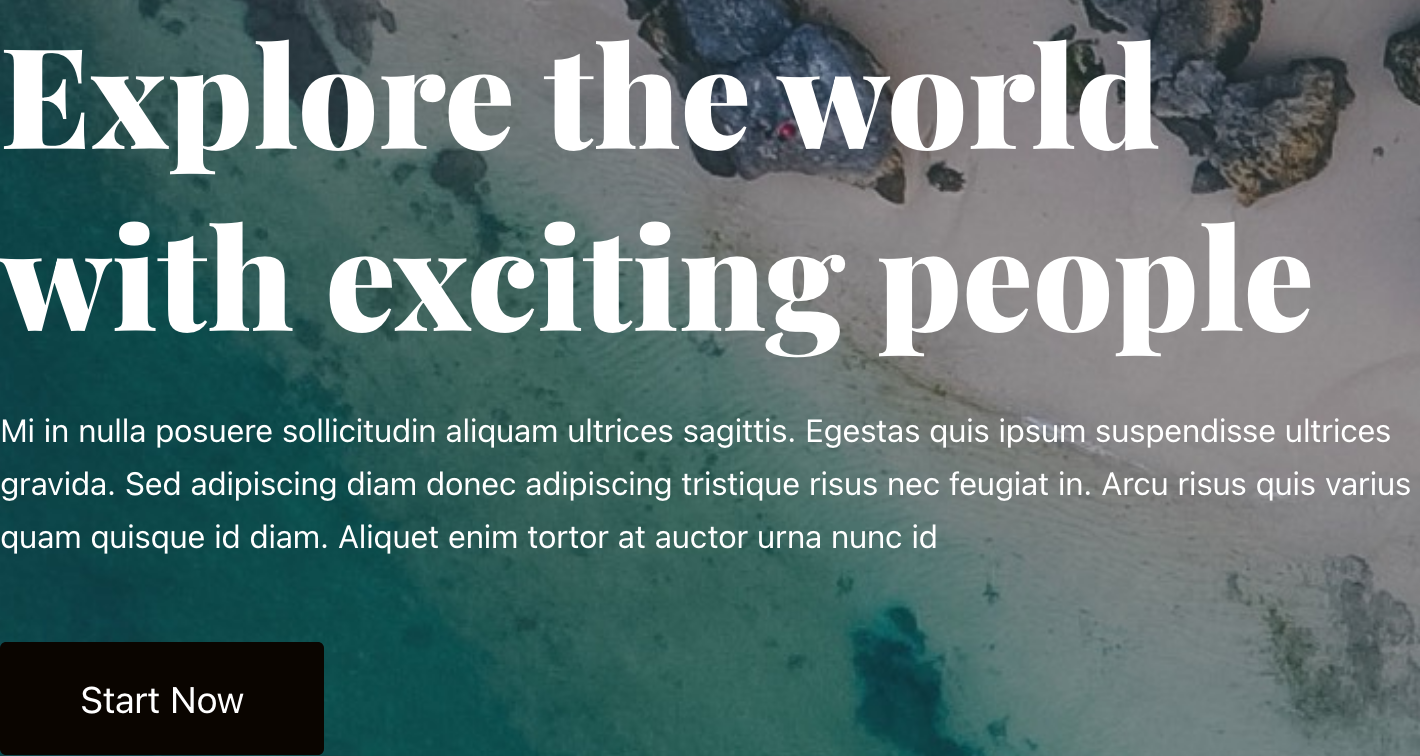 Explore the world
with exciting people
Mi in nulla posuere sollicitudin aliquam ultrices sagittis. Egestas quis ipsum suspendisse ultrices
gravida. Sed adipiscing diam donec adipiscing tristique risus nec feugiat in. Arcu risus quis varius
quam quisque id diam. Aliquet enim tortor at auctor urna nunc id
Start Now